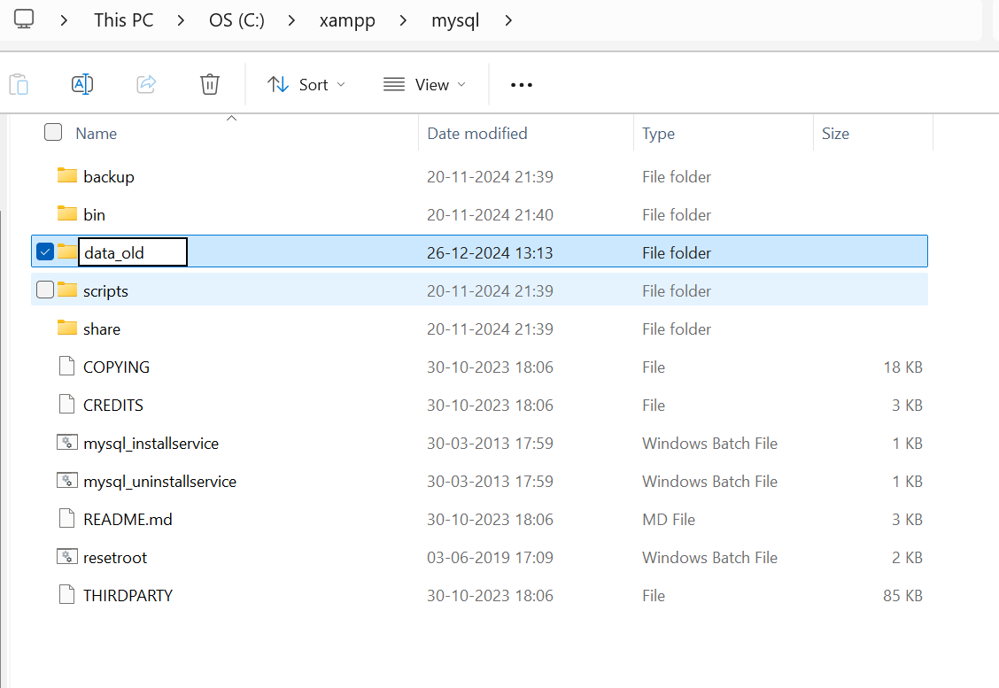 This PC > OS (C:) > xampp > mysql >
Sort View
Name Date modified Type Size
backup 20-11-2024 21:39 File folder
bin 20-11-2024 21:40 File folder
data_old 26-12-2024 13:13 File folder
scripts 20-11-2024 21:39 File folder
share 20-11-2024 21:39 File folder
COPYING 30-10-2023 18:06 File 18 KB
CREDITS 30-10-2023 18:06 File 3 KB
mysql_installservice 30-03-2013 17:59 Windows Batch File 1 KB
mysql_uninstallservice 30-03-2013 17:59 Windows Batch File 1 KB
README.md 30-10-2023 18:06 MD File 3 KB
resetroot 03-06-2019 17:09 Windows Batch File 2 KB
THIRDPARTY 30-10-2023 18:06 File 85 KB